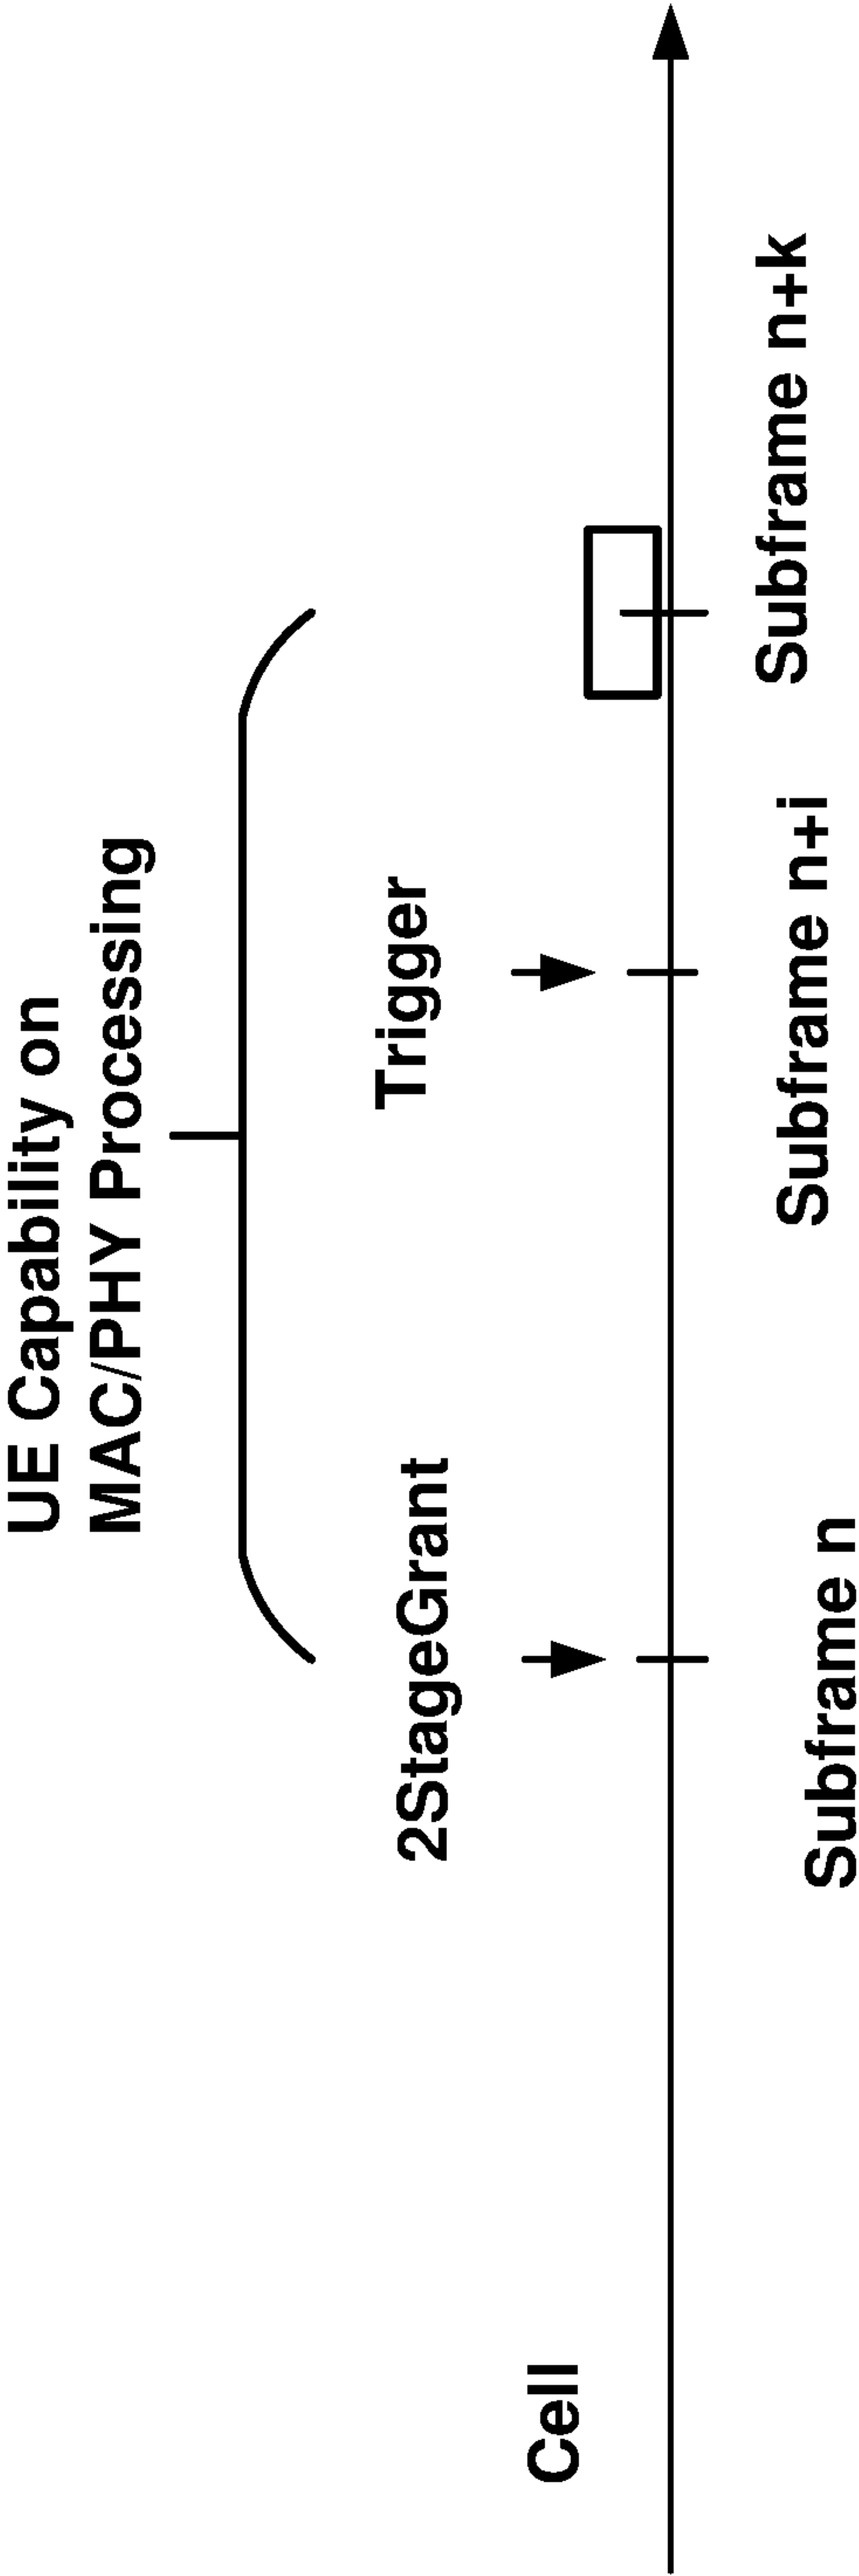 UE Capability on
MAC/PHY Processing
2StageGrant
Trigger
Cell
Subframe n
Subframe n+i
Subframe n+k